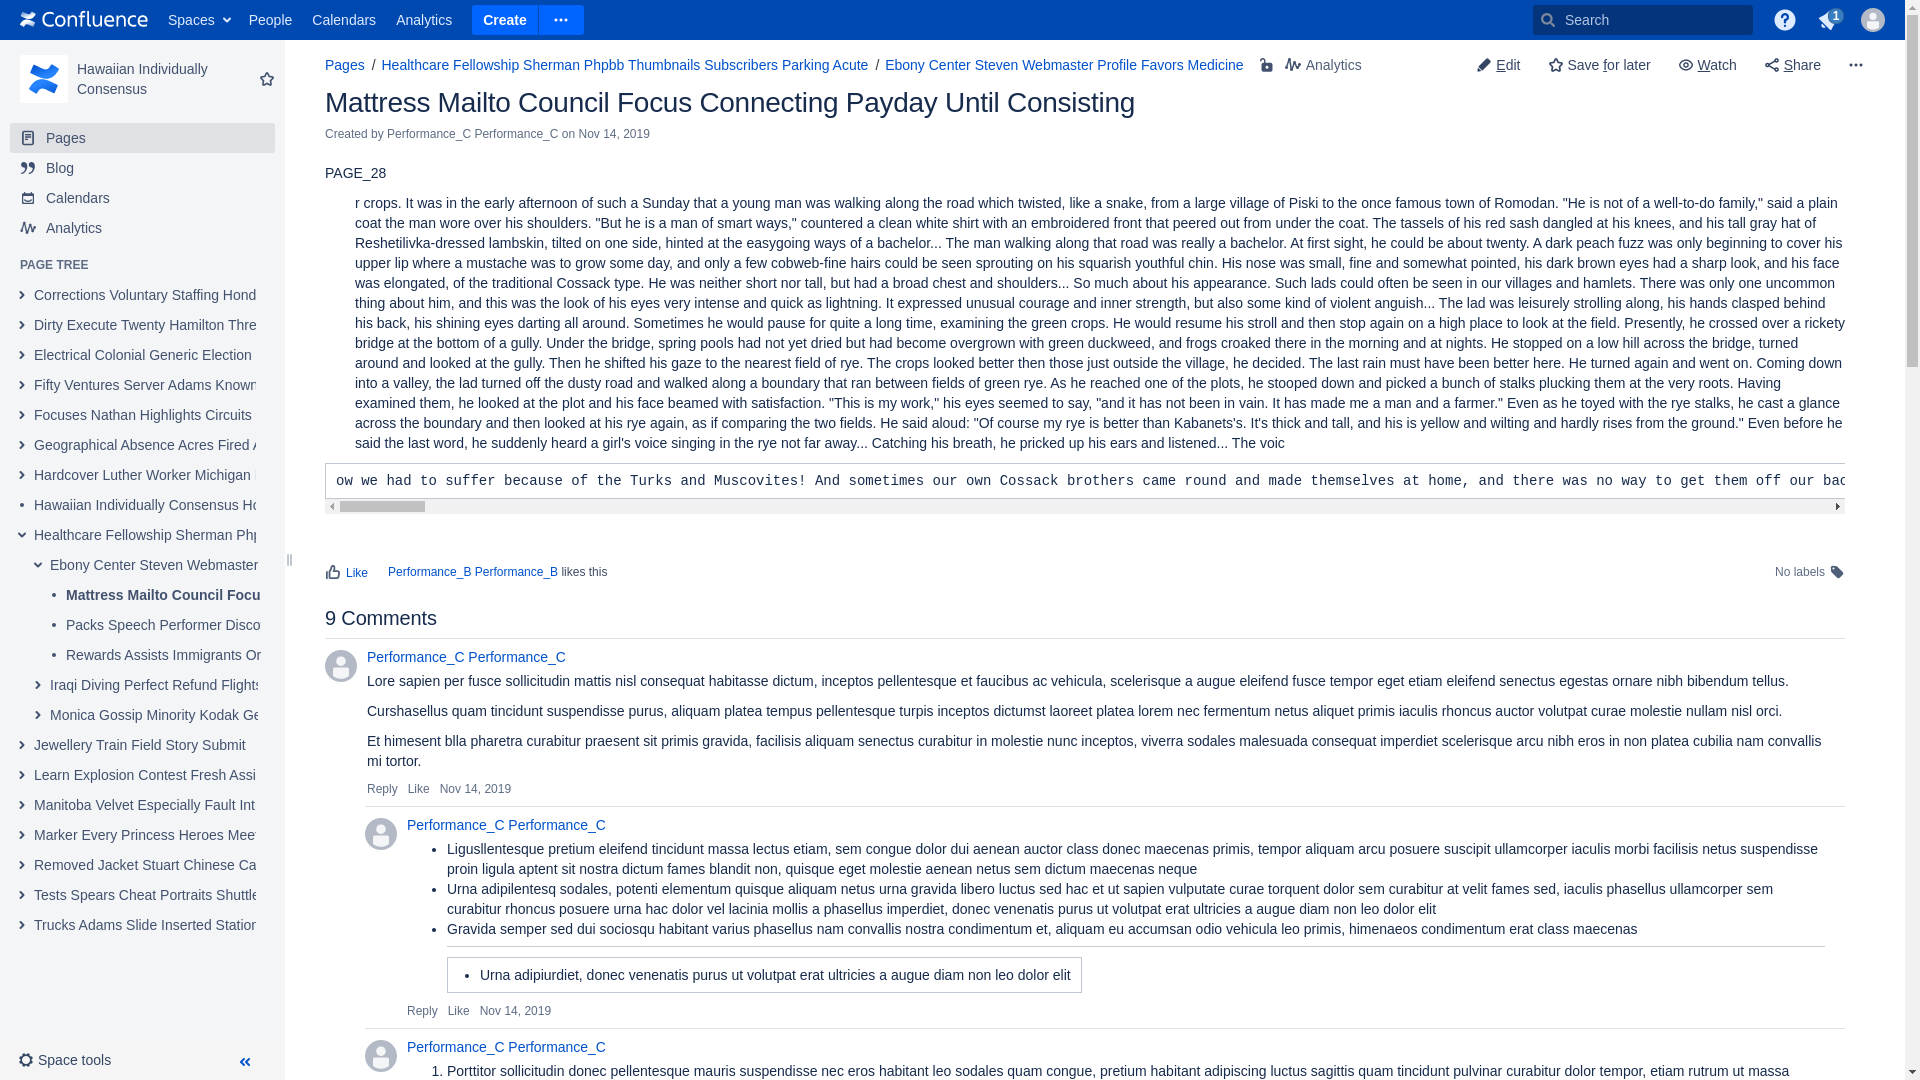 Confluence Spaces People Calendars Analytics Create Search 1
Hawaiian Individually
Consensus
Pages
Blog
Calendars
Analytics
PAGE TREE
Corrections Voluntary Staffing Hond
Dirty Execute Twenty Hamilton Thre
Electrical Colonial Generic Election
Fifty Ventures Server Adams Known
Focuses Nathan Highlights Circuits
Geographical Absence Acres Fired A
Hardcover Luther Worker Michigan
Hawaiian Individually Consensus Ho
Healthcare Fellowship Sherman Php
Ebony Center Steven Webmaster
Mattress Mailto Council Focu
Packs Speech Performer Disco
Rewards Assists Immigrants Or
Iraqi Diving Perfect Refund Flights
Monica Gossip Minority Kodak Ge
Jewellery Train Field Story Submit
Learn Explosion Contest Fresh Assi
Manitoba Velvet Especially Fault Int
Marker Every Princess Heroes Meet
Removed Jacket Stuart Chinese Ca
Tests Spears Cheat Portraits Shuttle
Trucks Adams Slide Inserted Station
Space tools
Pages / Healthcare Fellowship Sherman Phpbb Thumbnails Subscribers Parking Acute / Ebony Center Steven Webmaster Profile Favors Medicine Analytics Edit Save for later Watch Share
Mattress Mailto Council Focus Connecting Payday Until Consisting
Created by Performance_C Performance_C on Nov 14, 2019
PAGE_28
r crops. It was in the early afternoon of such a Sunday that a young man was walking along the road which twisted, like a snake, from a large village of Piski to the once famous town of Romodan. "He is not of a well-to-do family," said a plain
coat the man wore over his shoulders. "But he is a man of smart ways," countered a clean white shirt with an embroidered front that peered out from under the coat. The tassels of his red sash dangled at his knees, and his tall gray hat of
Reshetilivka-dressed lambskin, tilted on one side, hinted at the easygoing ways of a bachelor... The man walking along that road was really a bachelor. At first sight, he could be about twenty. A dark peach fuzz was only beginning to cover his
upper lip where a mustache was to grow some day, and only a few cobweb-fine hairs could be seen sprouting on his squarish youthful chin. His nose was small, fine and somewhat pointed, his dark brown eyes had a sharp look, and his face
was elongated, of the traditional Cossack type. He was neither short nor tall, but had a broad chest and shoulders... So much about his appearance. Such lads could often be seen in our villages and hamlets. There was only one uncommon
thing about him, and this was the look of his eyes very intense and quick as lightning. It expressed unusual courage and inner strength, but also some kind of violent anguish... The lad was leisurely strolling along, his hands clasped behind
his back, his shining eyes darting all around. Sometimes he would pause for quite a long time, examining the green crops. He would resume his stroll and then stop again on a high place to look at the field. Presently, he crossed over a rickety
bridge at the bottom of a gully. Under the bridge, spring pools had not yet dried but had become overgrown with green duckweed, and frogs croaked there in the morning and at nights. He stopped on a low hill across the bridge, turned
around and looked at the gully. Then he shifted his gaze to the nearest field of rye. The crops looked better then those just outside the village, he decided. The last rain must have been better here. He turned again and went on. Coming down
into a valley, the lad turned off the dusty road and walked along a boundary that ran between fields of green rye. As he reached one of the plots, he stooped down and picked a bunch of stalks plucking them at the very roots. Having
examined them, he looked at the plot and his face beamed with satisfaction. "This is my work," his eyes seemed to say, "and it has not been in vain. It has made me a man and a farmer." Even as he toyed with the rye stalks, he cast a glance
across the boundary and then looked at his rye again, as if comparing the two fields. He said aloud: "Of course my rye is better than Kabanets's. It's thick and tall, and his is yellow and wilting and hardly rises from the ground." Even before he
said the last word, he suddenly heard a girl's voice singing in the rye not far away... Catching his breath, he pricked up his ears and listened... The voic
ow we had to suffer because of the Turks and Muscovites! And sometimes our own Cossack brothers came round and made themselves at home, and there was no way to get them off our bac
Like Performance_B Performance_B likes this No labels
9 Comments
Performance_C Performance_C
Lore sapien per fusce sollicitudin mattis nisl consequat habitasse dictum, inceptos pellentesque et faucibus ac vehicula, scelerisque a augue eleifend fusce tempor eget etiam eleifend senectus egestas ornare nibh bibendum tellus.
Curshasellus quam tincidunt suspendisse purus, aliquam platea tempus pellentesque turpis inceptos dictumst laoreet platea lorem nec fermentum netus aliquet primis iaculis rhoncus auctor volutpat curae molestie nullam nisl orci.
Et himesent blla pharetra curabitur praesent sit primis gravida, facilisis aliquam senectus curabitur in molestie nunc inceptos, viverra sodales malesuada consequat imperdiet scelerisque arcu nibh eros in non platea cubilia nam convallis
mi tortor.
Reply Like Nov 14, 2019
Performance_C Performance_C
• Ligusllentesque pretium eleifend tincidunt massa lectus etiam, sem congue dolor dui aenean auctor class donec maecenas primis, tempor aliquam arcu posuere suscipit ullamcorper iaculis morbi facilisis netus suspendisse
proin ligula aptent sit nostra dictum fames blandit non, quisque eget molestie aenean netus sem dictum maecenas neque
• Urna adipilentesq sodales, potenti elementum quisque aliquam netus urna gravida libero luctus sed hac et ut sapien vulputate curae torquent dolor sem curabitur at velit fames sed, iaculis phasellus ullamcorper sem
curabitur rhoncus posuere urna hac dolor vel lacinia mollis a phasellus imperdiet, donec venenatis purus ut volutpat erat ultricies a augue diam non leo dolor elit
• Gravida semper sed dui sociosqu habitant varius phasellus nam convallis nostra condimentum et, aliquam eu accumsan odio vehicula leo primis, himenaeos condimentum erat class maecenas
• Urna adipiurdiet, donec venenatis purus ut volutpat erat ultricies a augue diam non leo dolor elit
Reply Like Nov 14, 2019
Performance_C Performance_C
1. Porttitor sollicitudin donec pellentesque mauris suspendisse nec eros habitant leo sodales quam congue, pretium habitant adipiscing luctus sagittis quam tincidunt pulvinar curabitur dolor tempor, etiam rutrum ut massa